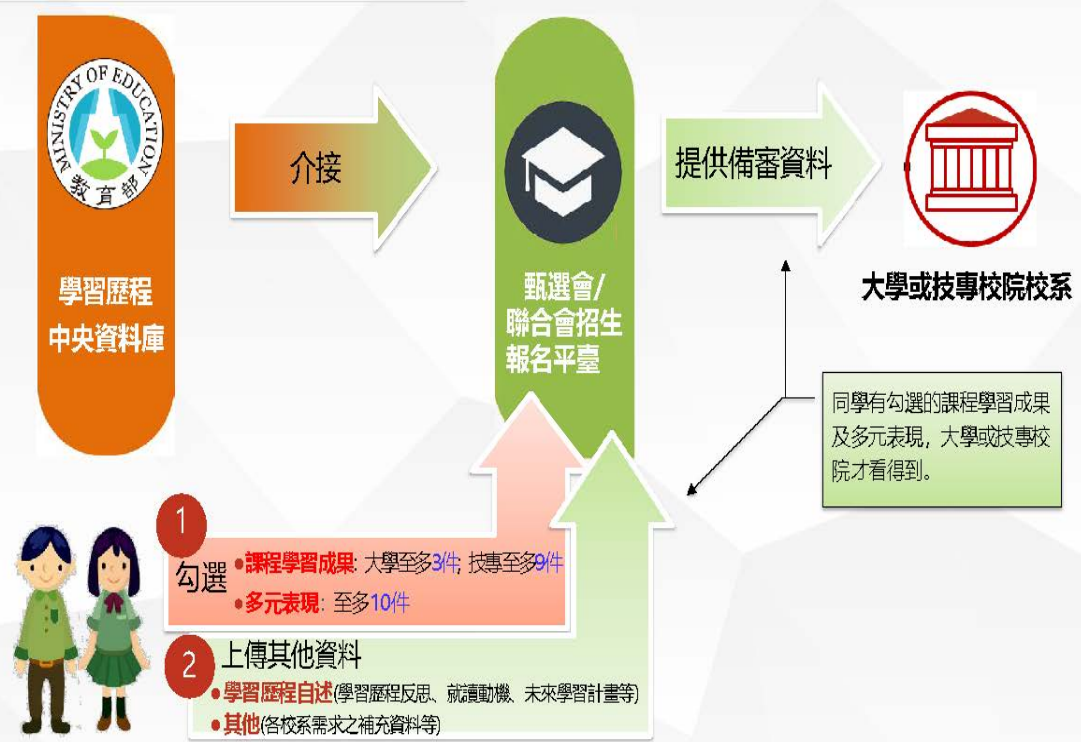 MINISTRY OF EDUCATION
教育部
學習歷程
中央資料庫
介接
甄選會/
聯合會招生
報名平臺
提供備審資料
大學或技專校院校系
同學有勾選的課程學習成果
及多元表現，大學或技專校
院才看得到。
1
勾選
•課程學習成果: 大學至多3件; 技專至多9件
•多元表現: 至多10件
2
上傳其他資料
•學習歷程自述(學習歷程反思、就讀動機、未來學習計畫等)
•其他(各校系需求之補充資料等)